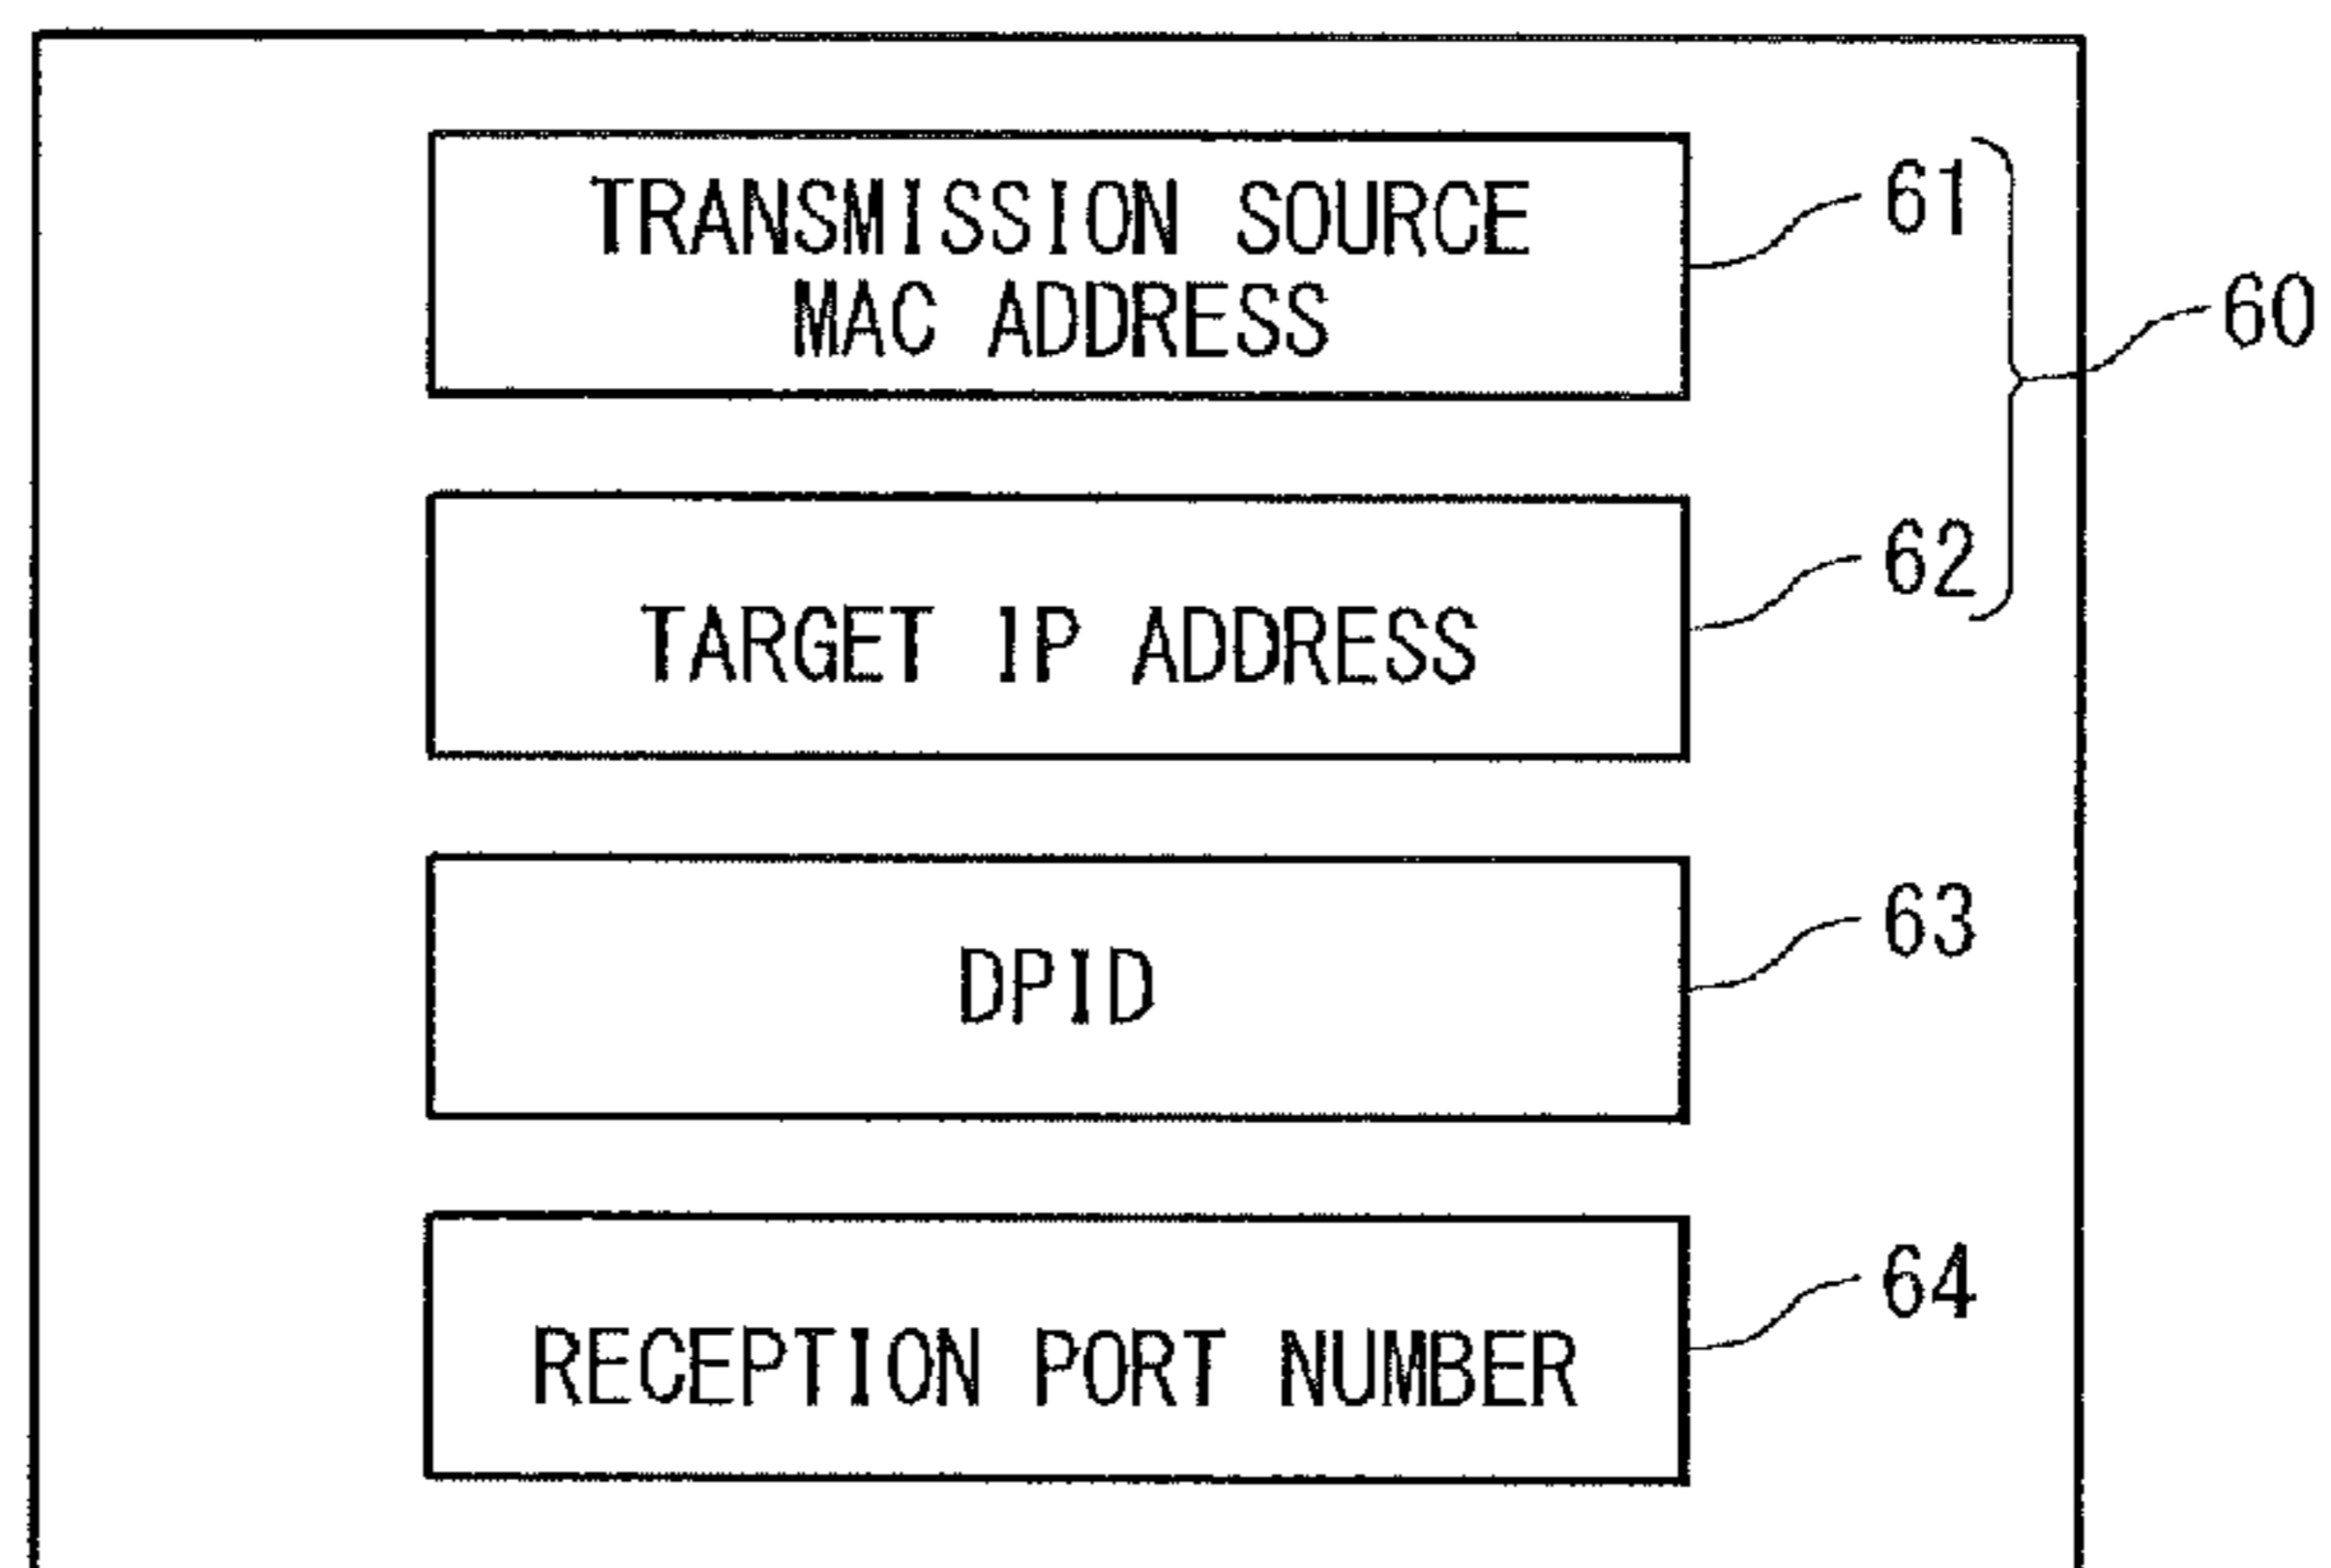 TRANSMISSION SOURCE
MAC ADDRESS
61
60
TARGET IP ADDRESS
62
DPID
63
RECEPTION PORT NUMBER
64